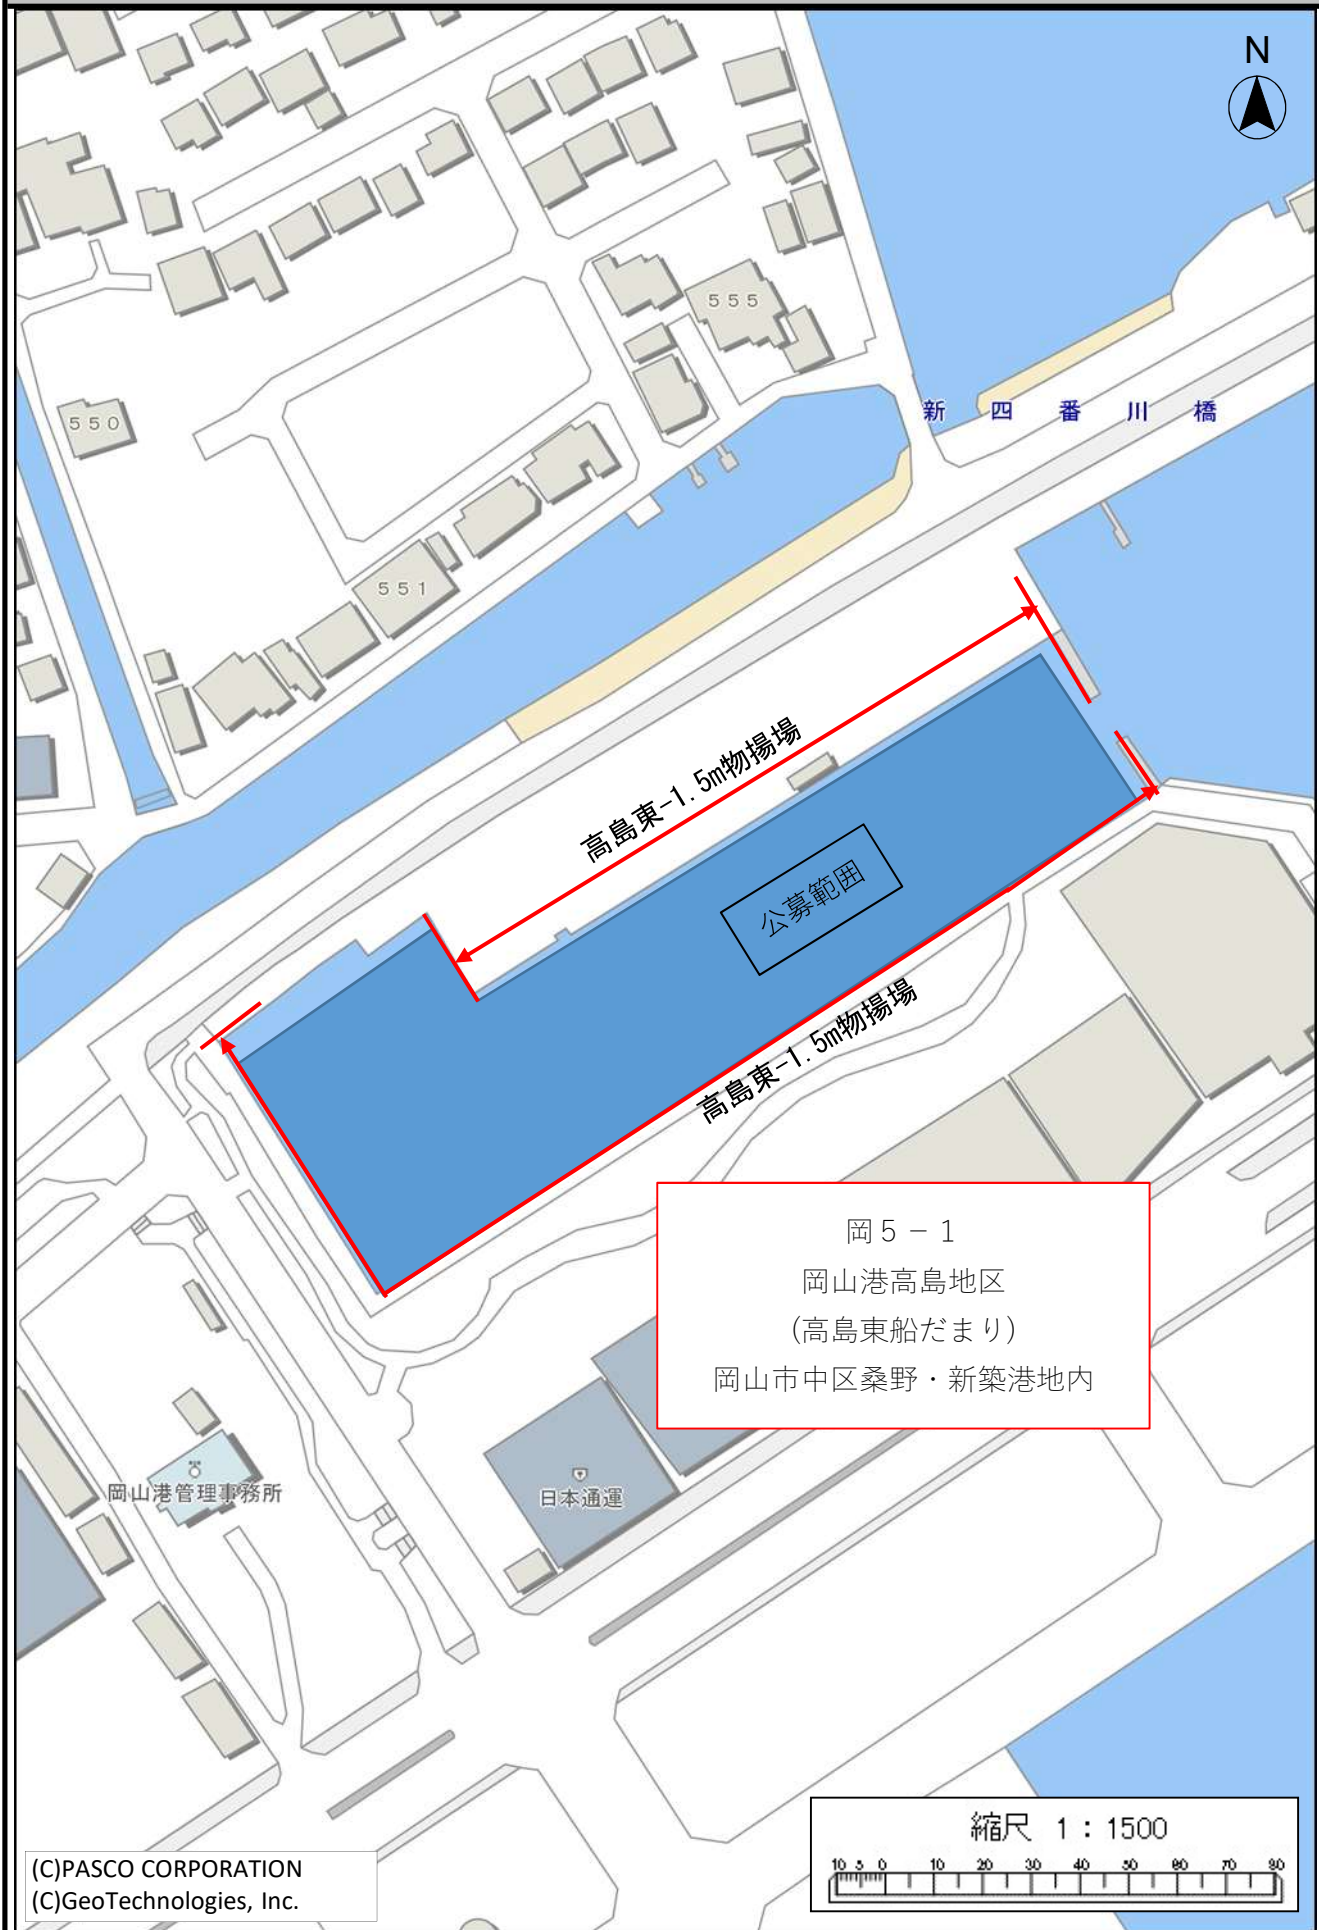 N
555
新四番川橋
550
551
高島東-1.5m物揚場
公募範囲
高島東-1.5m物揚場
岡5-1
岡山港高島地区
(高島東船だまり)
岡山市中区桑野・新築港地内
岡山港管理事務所
日本通運
縮尺 1:1500
10 5 0 10 20 30 40 50 60 70 80
(C)PASCO CORPORATION
(C)GeoTechnologies, Inc.